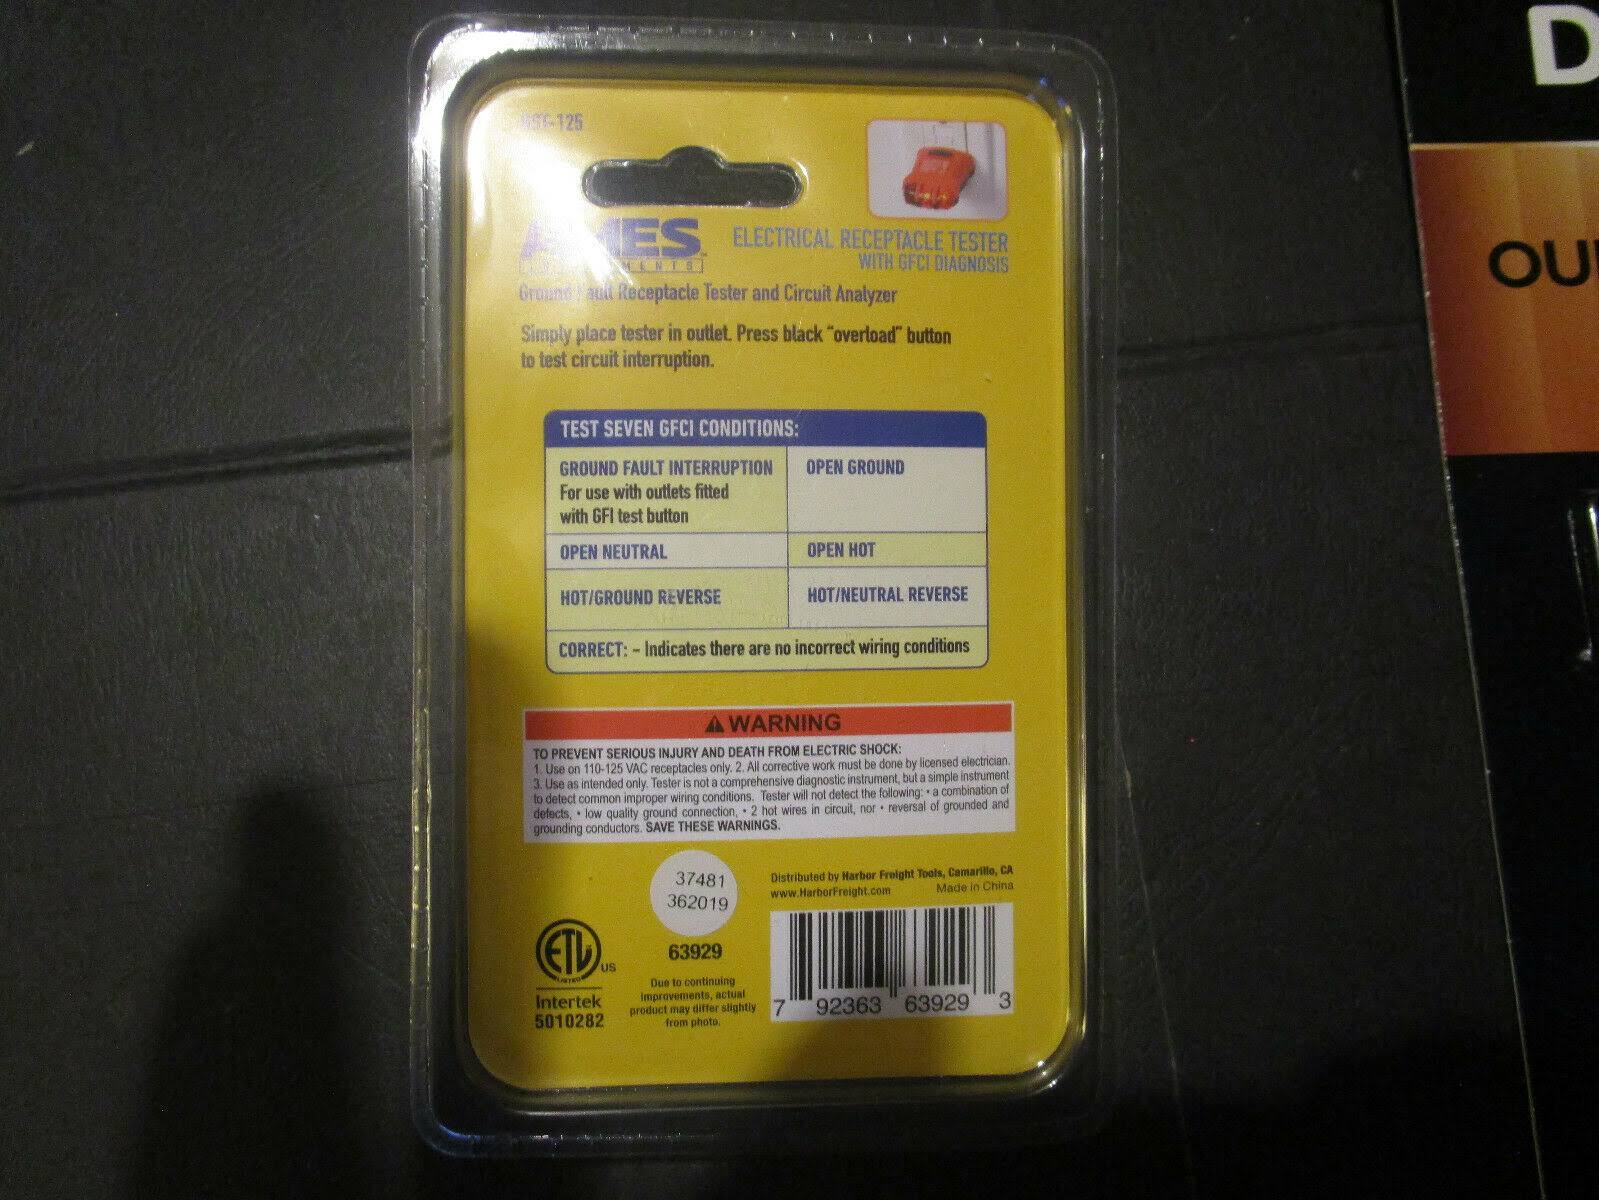 -125
AMES
ELECTRICAL RECEPTACLE TESTER
WITH GFCI DIAGNOSIS
Ground Fault Receptacle Tester and Circuit Analyzer
Simply place tester in outlet. Press black “overload” button
to test circuit interruption.
TEST SEVEN GFCI CONDITIONS:
GROUND FAULT INTERRUPTION
For use with outlets fitted
with GFI test button
OPEN GROUND
OPEN NEUTRAL
OPEN HOT
HOT/GROUND REVERSE
HOT/NEUTRAL REVERSE
CORRECT: – Indicates there are no incorrect wiring conditions
WARNING
TO PREVENT SERIOUS INJURY AND DEATH FROM ELECTRIC SHOCK:
1. Use on 110-125 VAC receptacles only. 2. All corrective work must be done by licensed electrician.
3. Use as intended only. Tester is not a comprehensive diagnostic instrument, but a simple instrument
to detect common improper wiring conditions. Tester will not detect the following: • a combination of
defects, • low quality ground connection, • 2 hot wires in circuit, nor • reversal of grounded and
grounding conductors. SAVE THESE WARNINGS.
37481
362019
63929
Due to continuing
improvements, actual
product may differ slightly
from photo.
ETL US
LISTED
Intertek
5010282
Distributed by Harbor Freight Tools, Camarillo, CA
www.HarborFreight.com Made in China
7 92363 63929 3
D
OU